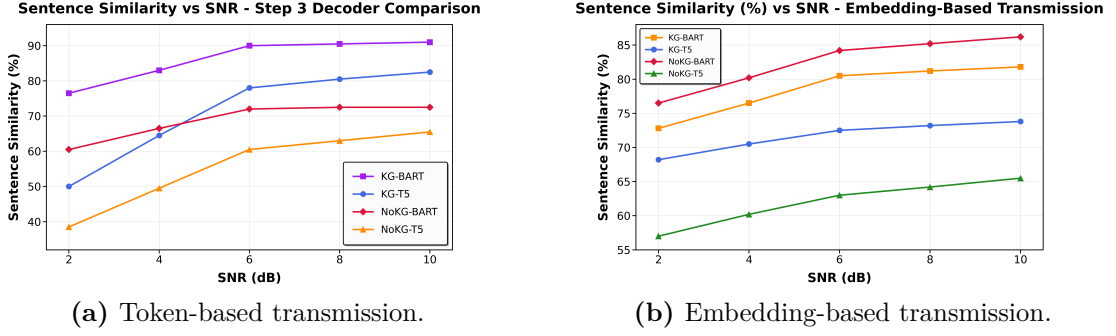 Sentence Similarity vs SNR - Step 3 Decoder Comparison
Sentence Similarity (%)
90
80
70
60
50
40
2
4
6
8
10
SNR (dB)
KG-BART
KG-T5
NoKG-BART
NoKG-T5
(a) Token-based transmission.
Sentence Similarity (%) vs SNR - Embedding-Based Transmission
Sentence Similarity (%)
85
80
75
70
65
60
55
2
4
6
8
10
SNR (dB)
KG-BART
KG-T5
NoKG-BART
NoKG-T5
(b) Embedding-based transmission.